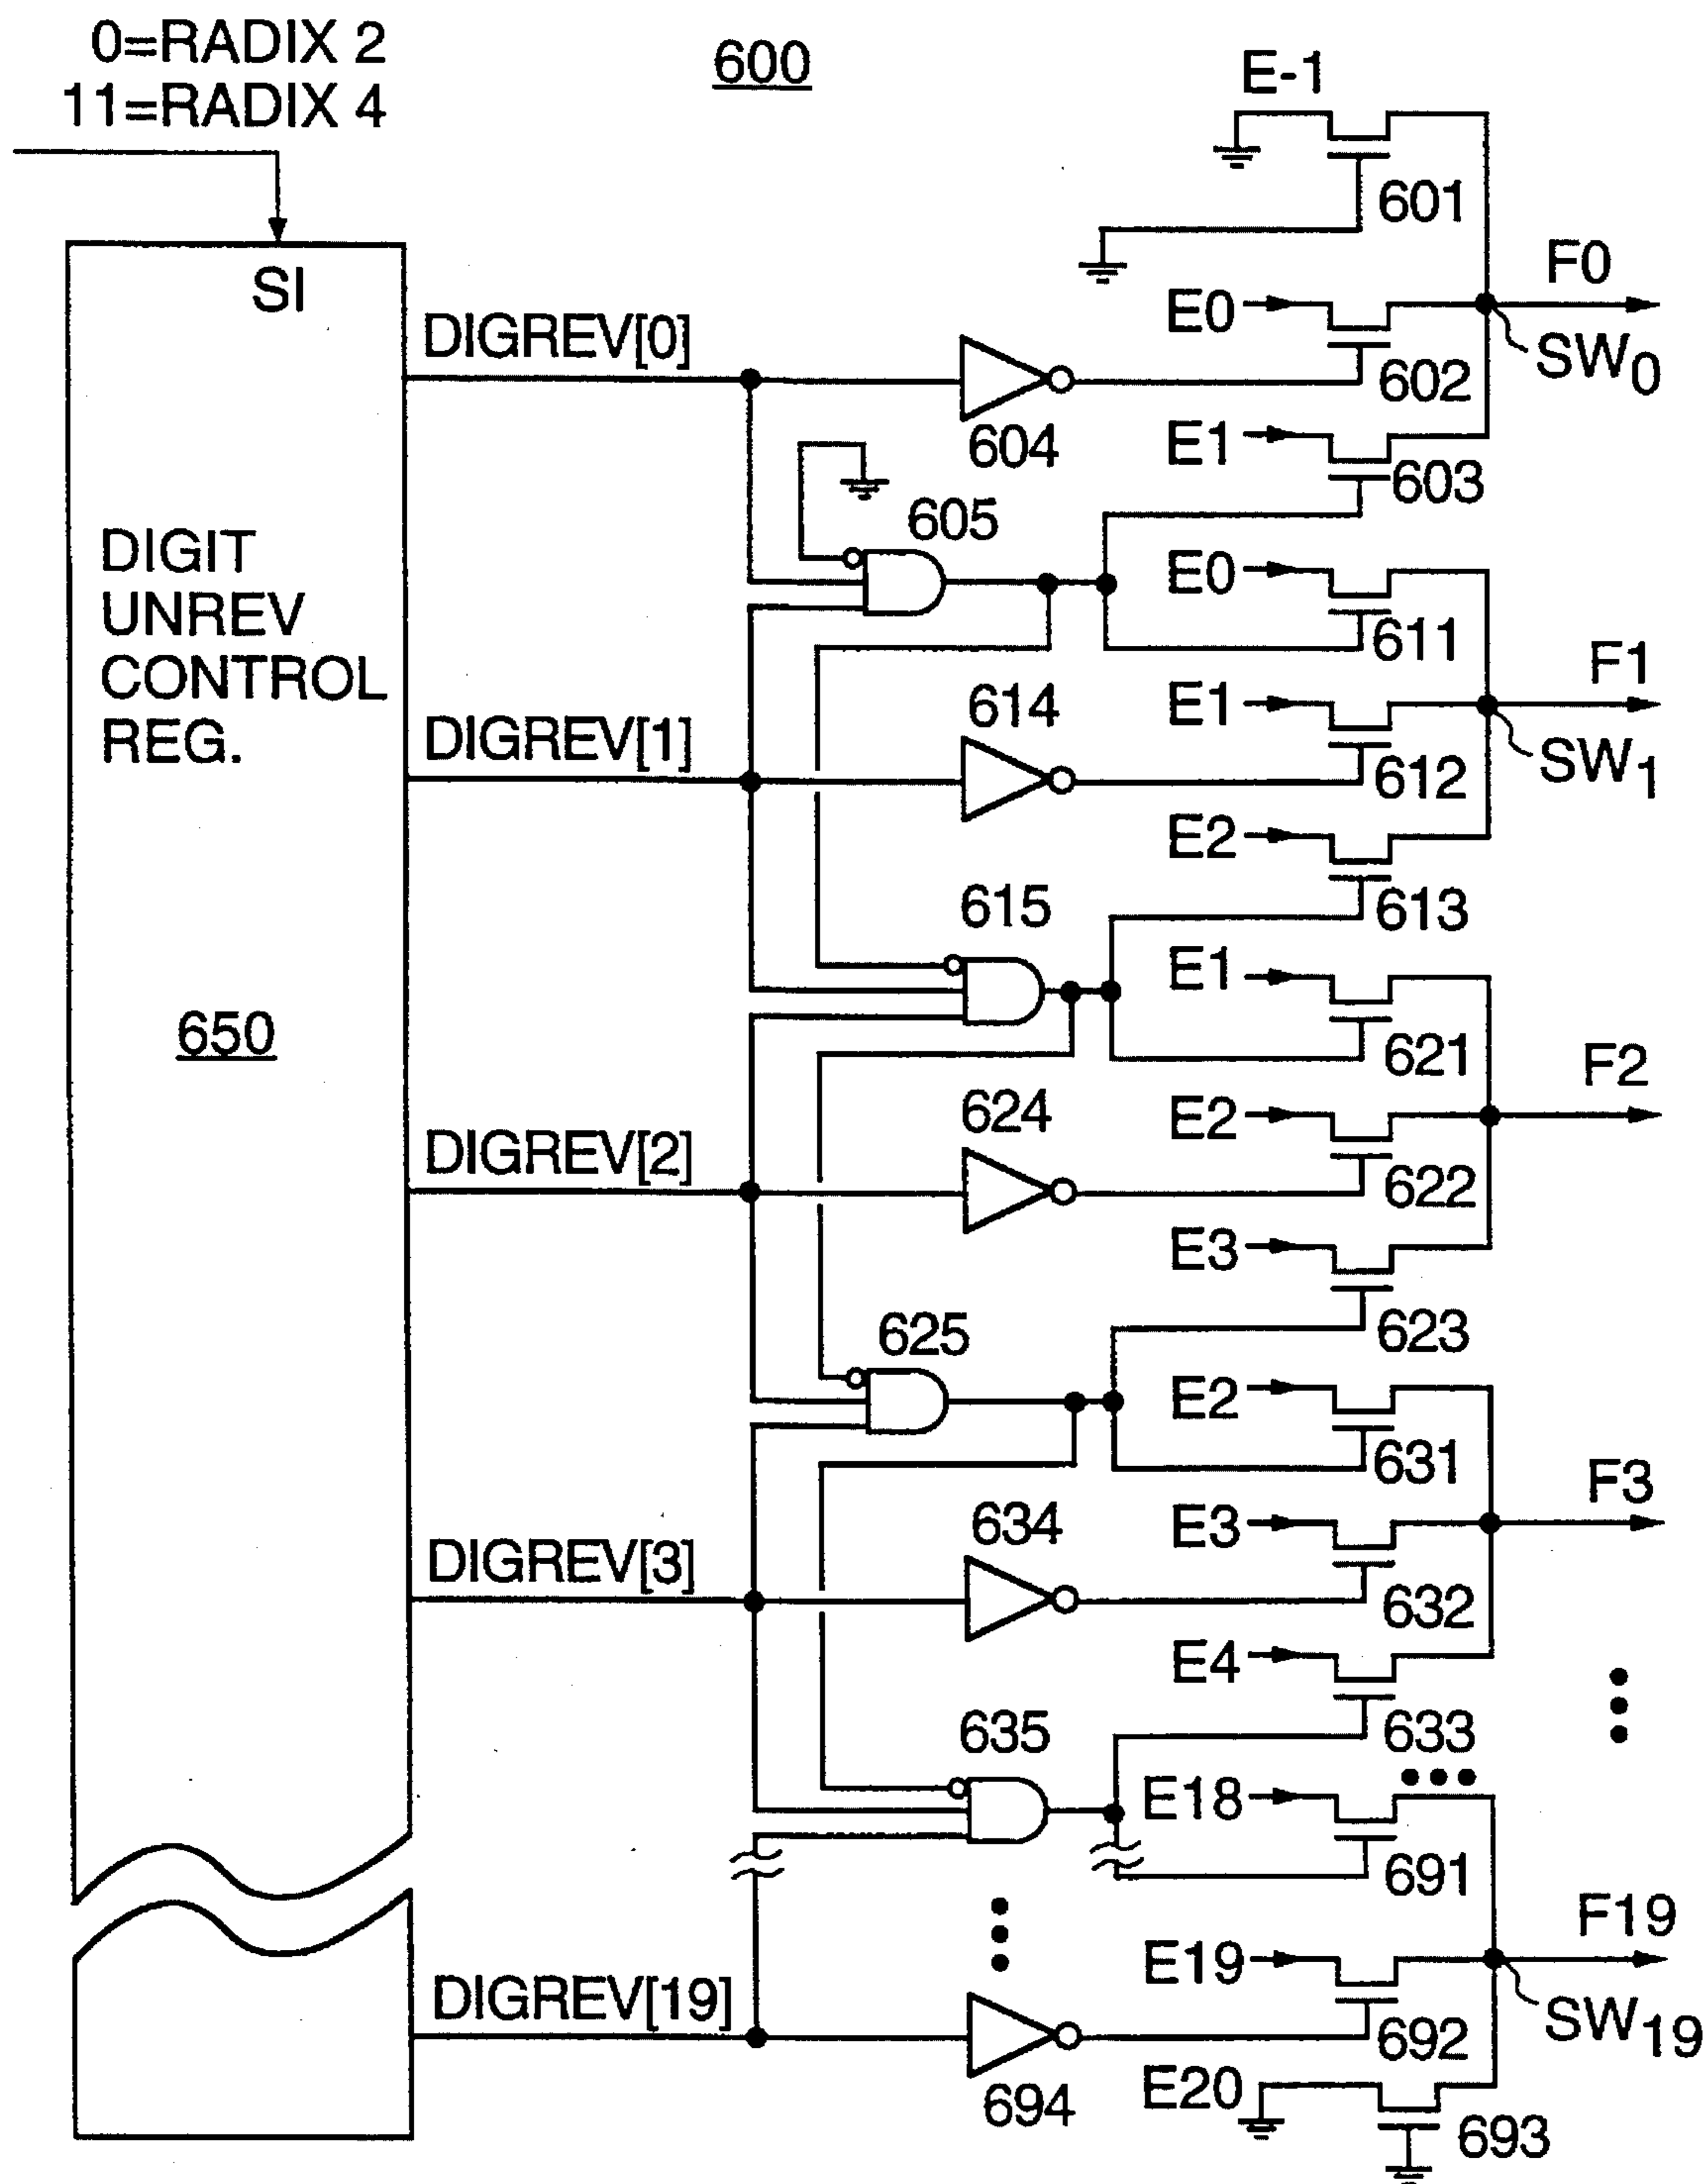 0=RADIX 2
11=RADIX 4
600
E-1
601
SI
F0
E0
602
SW0
DIGREV[0]
604
E1
603
605
DIGIT
UNREV
CONTROL
REG.
E0
611
F1
DIGREV[1]
614
E1
612
SW1
E2
613
615
E1
621
650
F2
DIGREV[2]
624
E2
622
E3
623
625
E2
631
F3
DIGREV[3]
634
E3
632
E4
633
635
E18
691
F19
DIGREV[19]
E19
692
SW19
694
E20
693